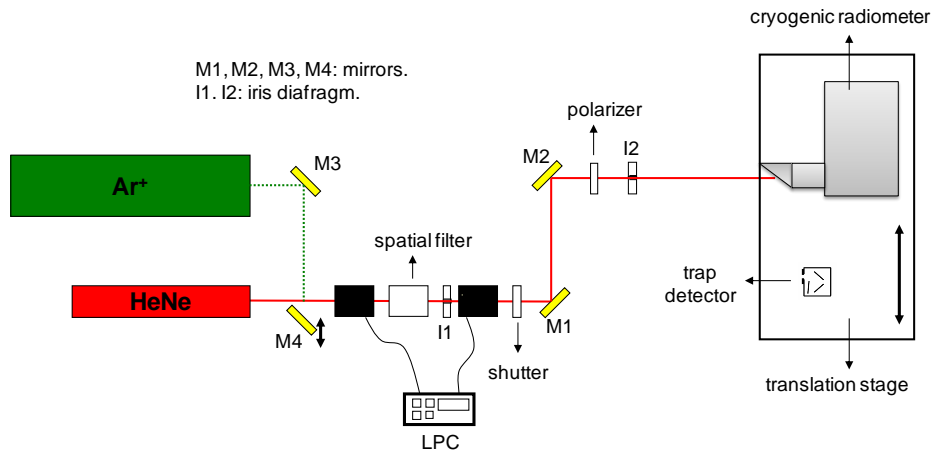 cryogenic radiometer
M1, M2, M3, M4: mirrors.
I1. I2: iris diafragm.
polarizer
M2
I2
M3
Ar+
spatial filter
trap
detector
HeNe
M4
I1
M1
shutter
translation stage
LPC